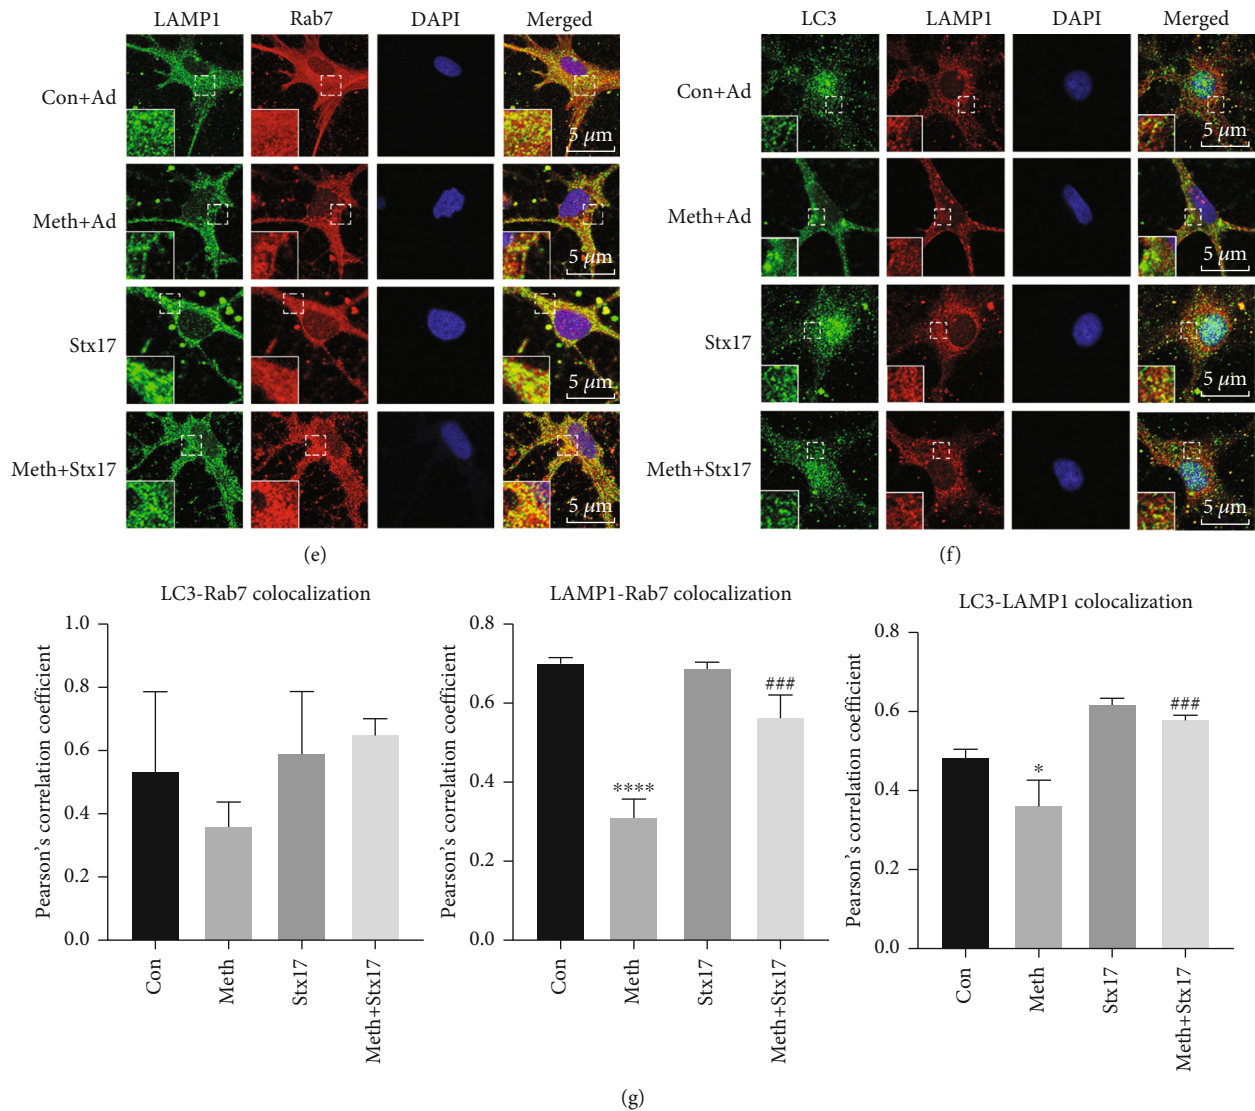 LAMP1 Rab7 DAPI Merged
Con+Ad
5 μm
Meth+Ad
5 μm
Stx17
5 μm
Meth+Stx17
5 μm
(e)
LC3 LAMP1 DAPI Merged
Con+Ad
5 μm
Meth+Ad
5 μm
Stx17
5 μm
Meth+Stx17
5 μm
(f)
LC3-Rab7 colocalization
Pearson's correlation coefficient
1.0
0.8
0.6
0.4
0.2
0.0
Con
Meth
Stx17
Meth+Stx17
LAMP1-Rab7 colocalization
Pearson's correlation coefficient
0.8
0.6
0.4
0.2
0.0
****
###
Con
Meth
Stx17
Meth+Stx17
LC3-LAMP1 colocalization
Pearson's correlation coefficient
0.8
0.6
0.4
0.2
0.0
*
###
Con
Meth
Stx17
Meth+Stx17
(g)